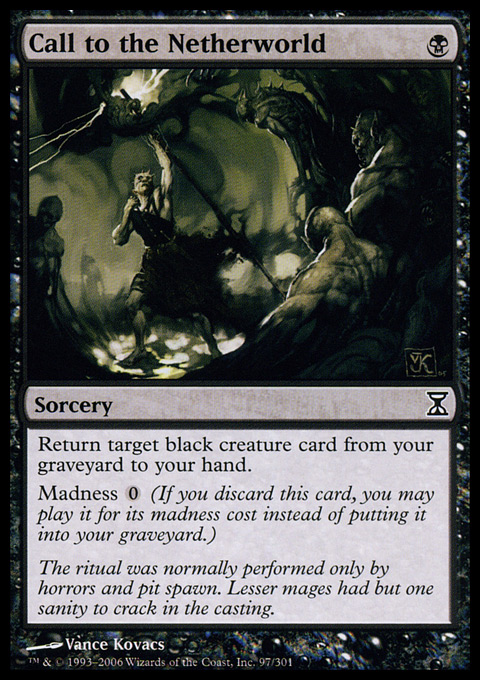 Call to the Netherworld
VK
Sorcery
Return target black creature card from your
graveyard to your hand.
Madness 0 (If you discard this card, you may
play it for its madness cost instead of putting it
into your graveyard.)
The ritual was normally performed only by
horrors and pit spawn. Lesser mages had but one
sanity to crack in the casting.
Vance Kovacs
™ & © 1993–2006 Wizards of the Coast, Inc. 97/301